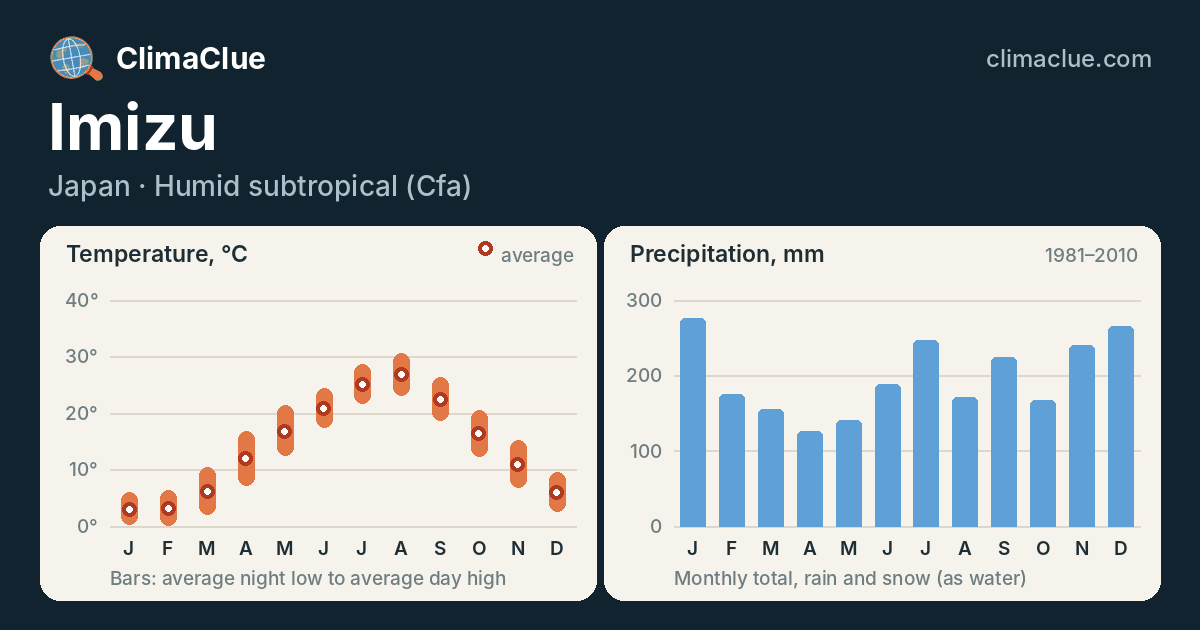 ClimaClue
climaclue.com
Imizu
Japan · Humid subtropical (Cfa)
Temperature, °C
average
40°
30°
20°
10°
0°
J F M A M J J A S O N D
Bars: average night low to average day high
Precipitation, mm
1981–2010
300
200
100
0
J F M A M J J A S O N D
Monthly total, rain and snow (as water)